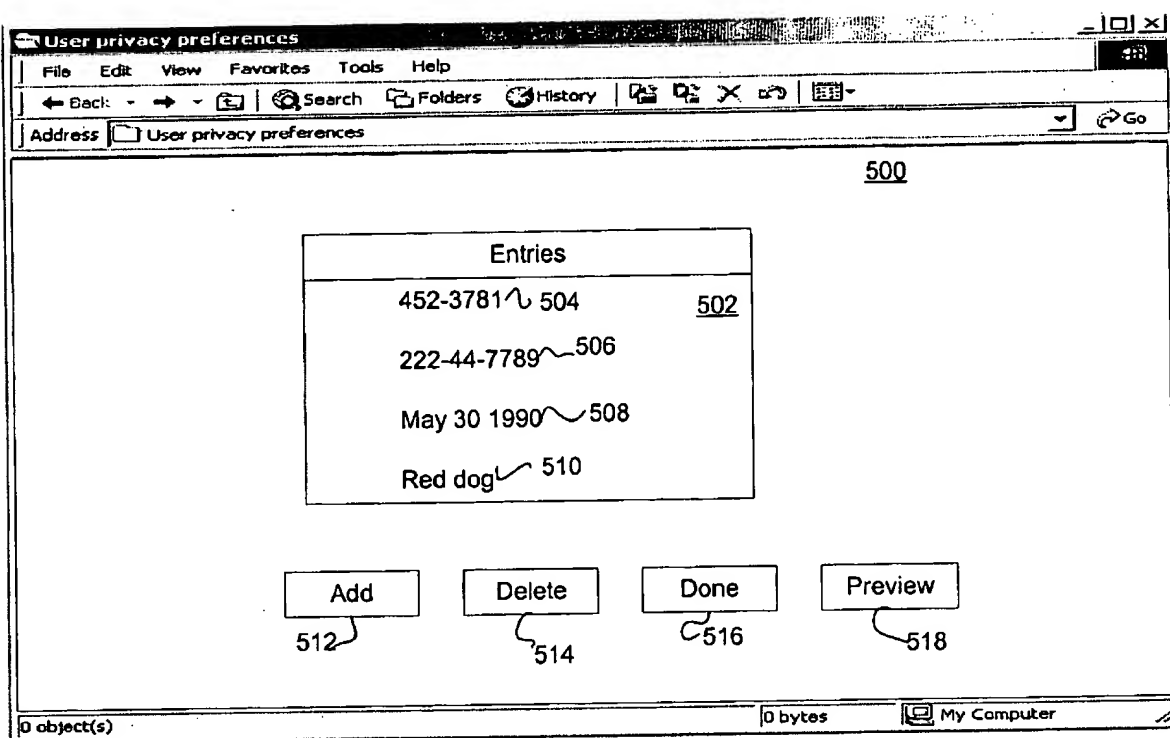 User privacy preferences
File Edit View Favorites Tools Help
Back Search Folders History
Address User privacy preferences Go
500
Entries
452-3781 504 502
222-44-7789 506
May 30 1990 508
Red dog 510
Add Delete Done Preview
512 514 516 518
0 object(s) 0 bytes My Computer